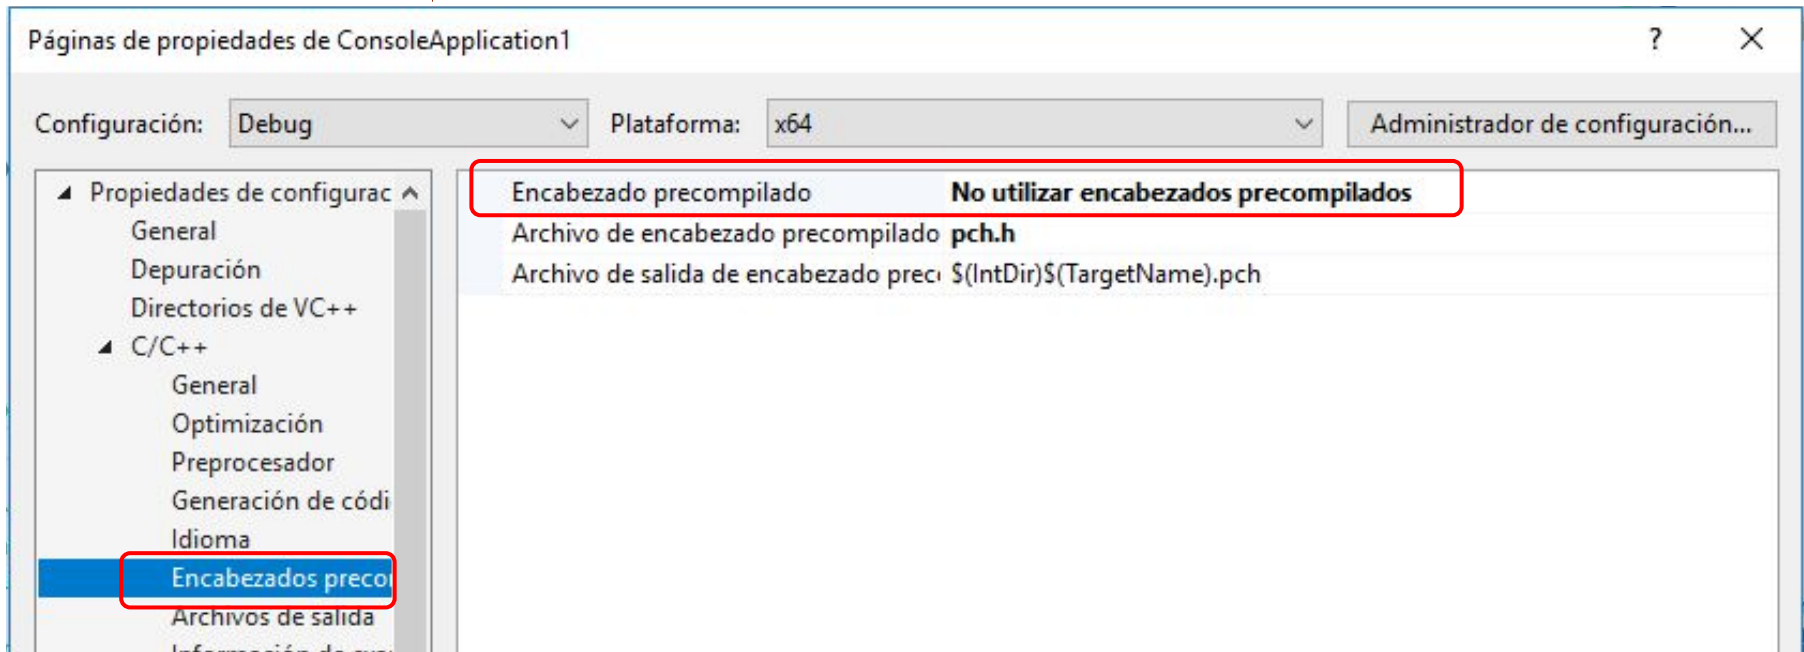 Páginas de propiedades de ConsoleApplication1 ?
Configuración: Debug Plataforma: x64 Administrador de configuración...
Propiedades de configurac
General
Depuración
Directorios de VC++
C/C++
General
Optimización
Preprocesador
Generación de códi
Idioma
Encabezados preco
Archivos de salida
Encabezado precompilado No utilizar encabezados precompilados
Archivo de encabezado precompilado pch.h
Archivo de salida de encabezado prec $(IntDir)$(TargetName).pch